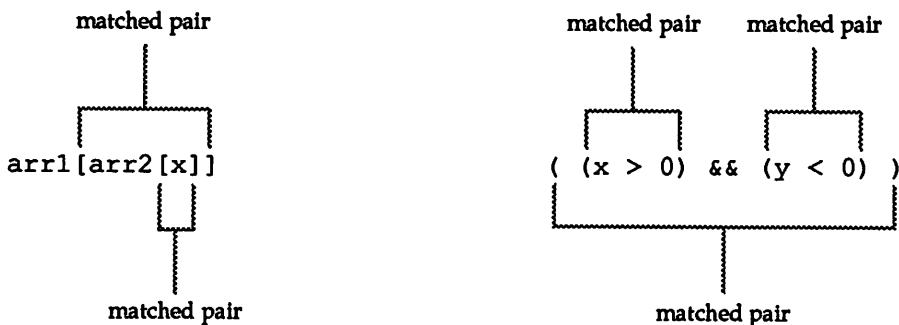 matched pair
matched pair
matched pair
arr1[arr2[x]]
( (x > 0) && (y < 0) )
matched pair
matched pair